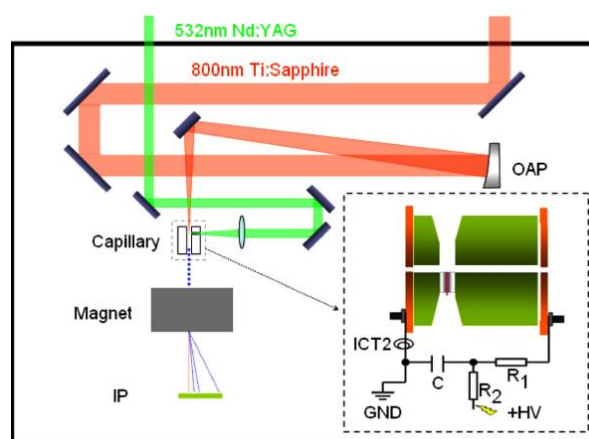 532nm Nd:YAG
800nm Ti:Sapphire
OAP
Capillary
Magnet
ICT2
C
R1
R2
GND
+HV
IP